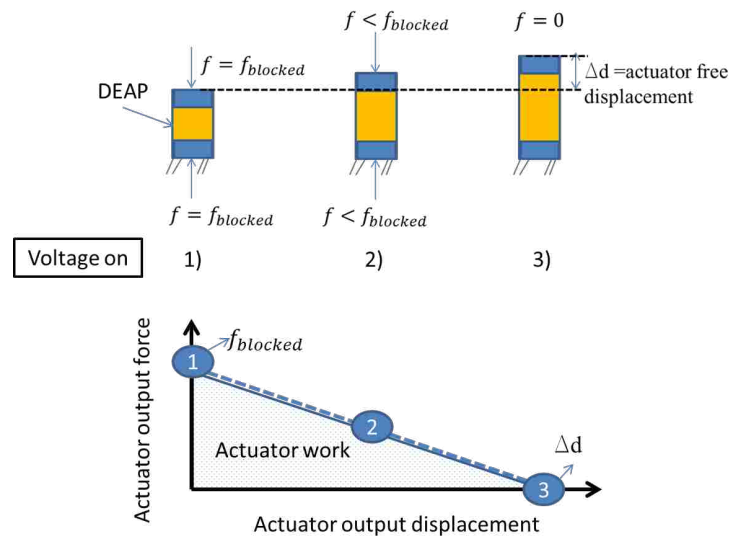 f < f_blocked
f = 0
f = f_blocked
Δd =actuator free
displacement
DEAP
f = f_blocked
f < f_blocked
Voltage on
1)
2)
3)
f_blocked
1
2
Actuator work
Δd
3
Actuator output force
Actuator output displacement